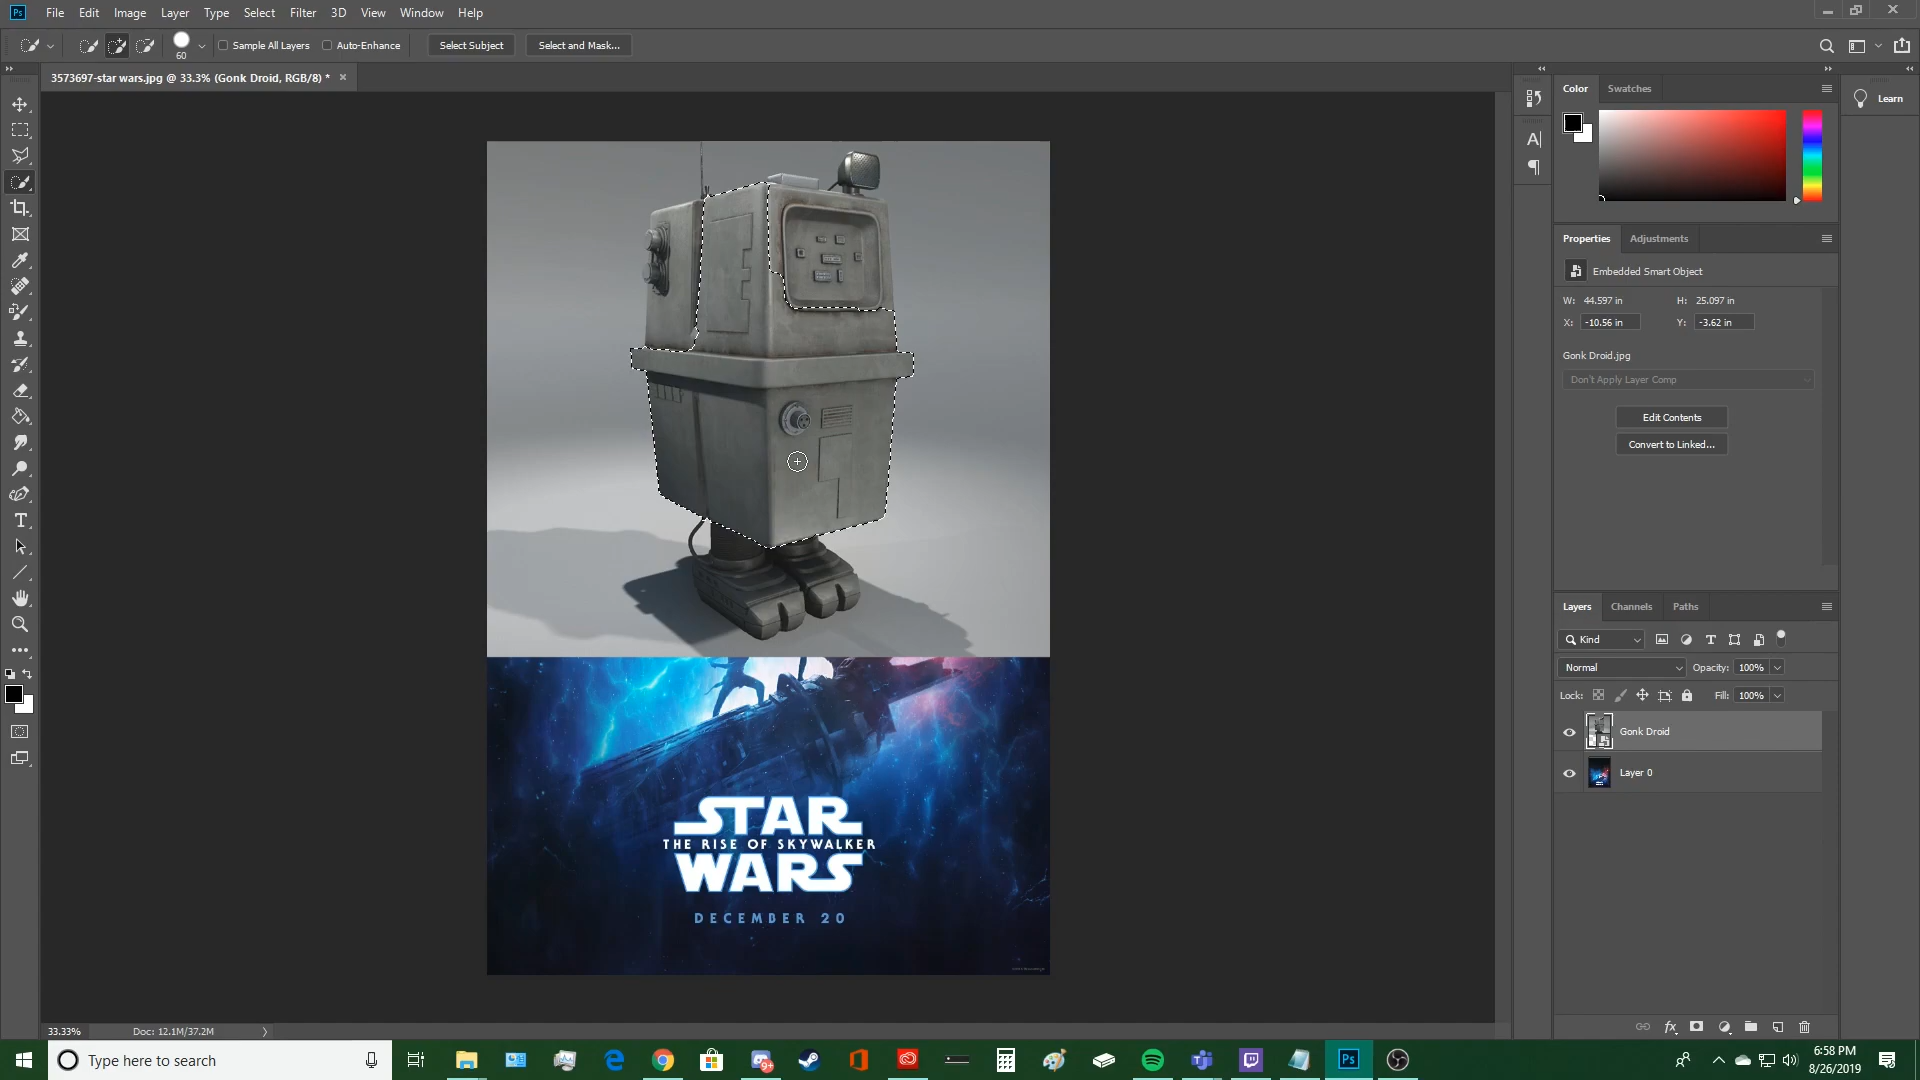 Ps File Edit Image Layer Type Select Filter 3D View Window Help
60 Sample All Layers Auto-Enhance Select Subject Select and Mask...
3573697-star wars.jpg @ 33.3% (Gonk Droid, RGB/8) * ×
Color Swatches
Learn
Properties Adjustments
Embedded Smart Object
W: 44.597 in H: 25.097 in
X: -10.56 in Y: -3.62 in
Gonk Droid.jpg
Don't Apply Layer Comp
Edit Contents
Convert to Linked...
Layers Channels Paths
Kind
Normal Opacity: 100%
Lock: Fill: 100%
Gonk Droid
Layer 0
STAR
THE RISE OF SKYWALKER
WARS
DECEMBER 20
33.33% Doc: 12.1M/37.2M
Type here to search
9+
Ps
6:58 PM
8/26/2019